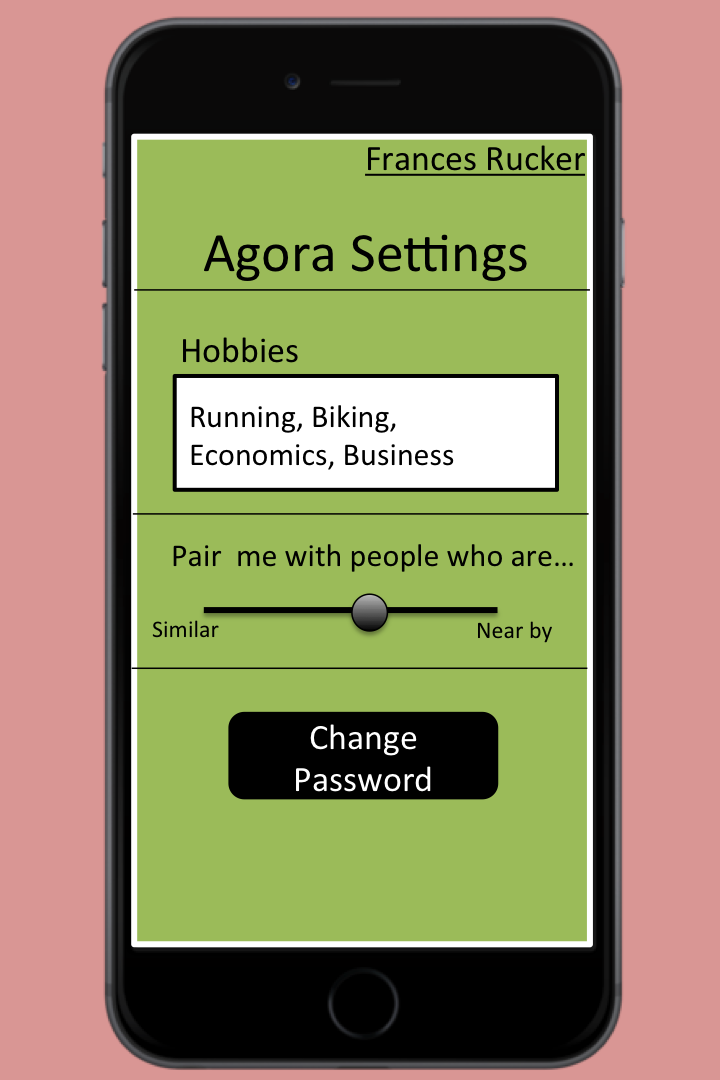 Frances Rucker
Agora Settings
Hobbies
Running, Biking,
Economics, Business
Pair  me with people who are...
Similar
Near by
Change
Password